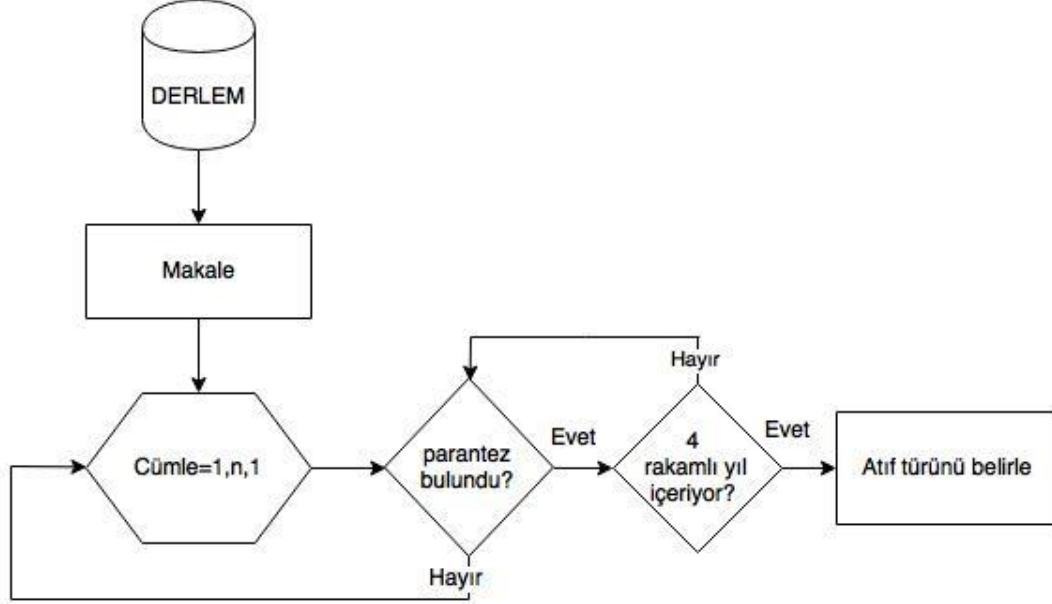 DERLEM
Makale
Cümle=1,n,1
parantez
bulundu?
Evet
Hayır
Hayır
4
rakamlı yıl
içeriyor?
Evet
Atıf türünü belirle